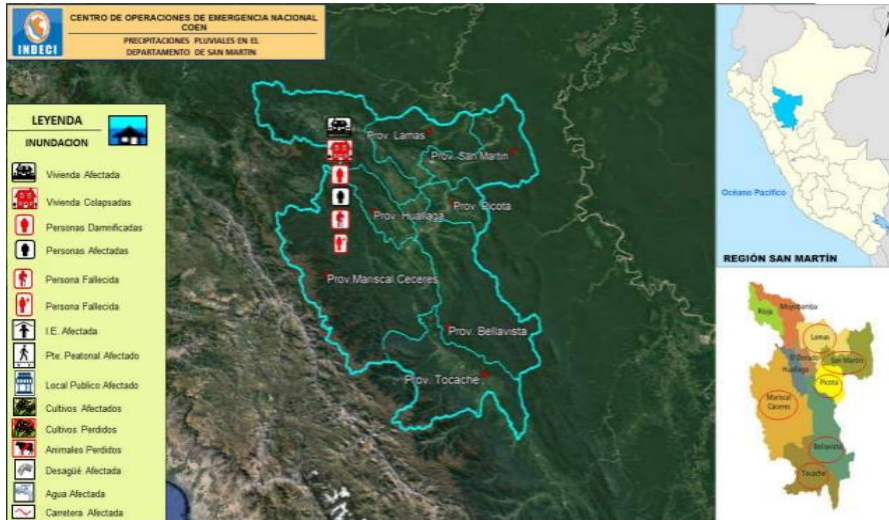 INDECI
CENTRO DE OPERACIONES DE EMERGENCIA NACIONAL
COEN
PRECIPITACIONES PLUVIALES EN EL
DEPARTAMENTO DE SAN MARTIN
LEYENDA
INUNDACION
Vivienda Afectada
Vivienda Colapsadas
Personas Damnificadas
Personas Afectadas
Persona Fallecida
Persona Fallecida
I.E. Afectada
Pte. Peatonal Afectado
Local Publico Afectado
Cultivos Afectados
Cultivos Perdidos
Animales Perdidos
Desagüé Afectada
Agua Afectada
Carretera Afectada
Prov. Lamas
Prov. San Martin
Prov. Huallaga
Prov. Picota
Prov.Mariscal Ceceres
Prov. Bellavista
Prov. Tocache
Océano Pacífico
REGIÓN SAN MARTÍN
Moyobamba
Rioja
Lamas
San Martín
El Dorado
Huallaga
Picota
Mariscal
Cáceres
Bellavista
Tocache